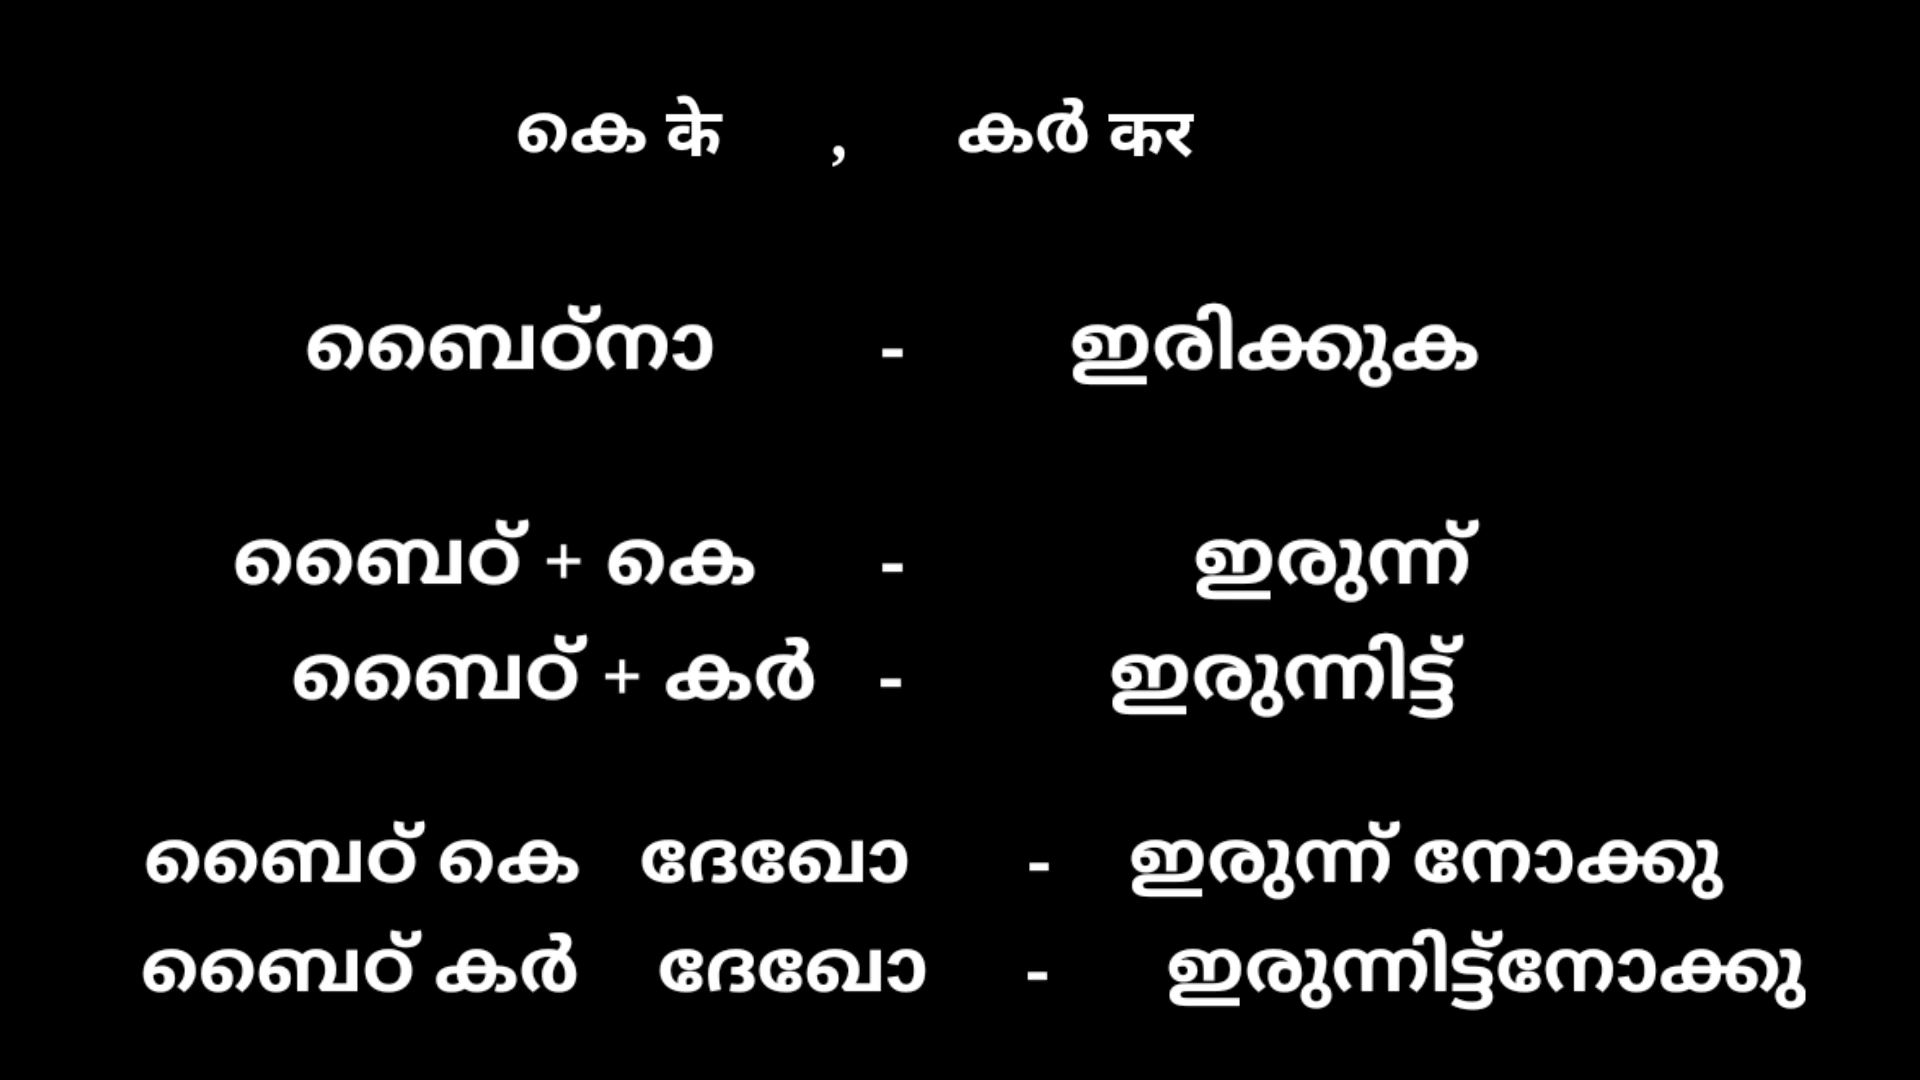 കെ के , കർ कर
ബൈഠ്നാ - ഇരിക്കുക
ബൈഠ് + കെ - ഇരുന്ന്
ബൈഠ് + കർ - ഇരുന്നിട്ട്
ബൈഠ് കെ ദേഖോ - ഇരുന്ന് നോക്കു
ബൈഠ് കർ ദേഖോ - ഇരുന്നിട്ട്നോക്കു